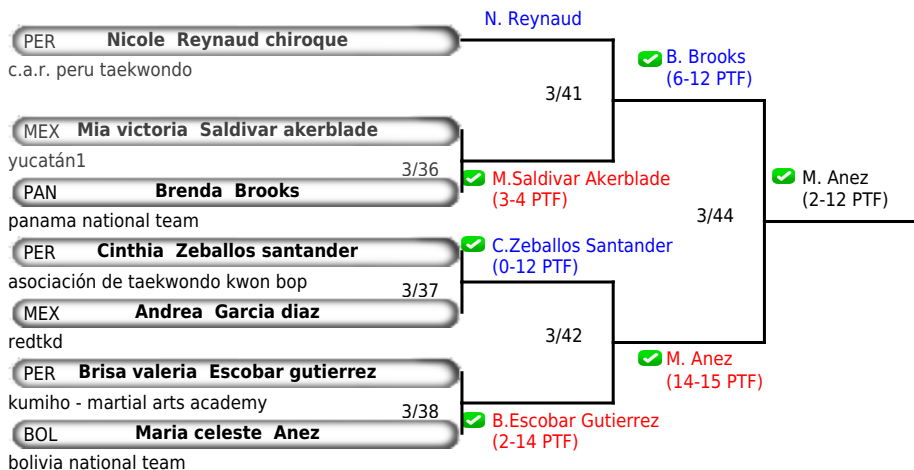 N. Reynaud
PER Nicole Reynaud chiroque
c.a.r. peru taekwondo
B. Brooks
(6-12 PTF)
3/41
MEX Mia victoria Saldivar akerblade
yucatán1
3/36
PAN Brenda Brooks
panama national team
M.Saldivar Akerblade
(3-4 PTF)
M. Anez
(2-12 PTF)
3/44
PER Cinthia Zeballos santander
asociación de taekwondo kwon bop
C.Zeballos Santander
(0-12 PTF)
3/37
MEX Andrea Garcia diaz
redtkd
3/42
PER Brisa valeria Escobar gutierrez
kumiho - martial arts academy
M. Anez
(14-15 PTF)
3/38
BOL Maria celeste Anez
bolivia national team
B.Escobar Gutierrez
(2-14 PTF)